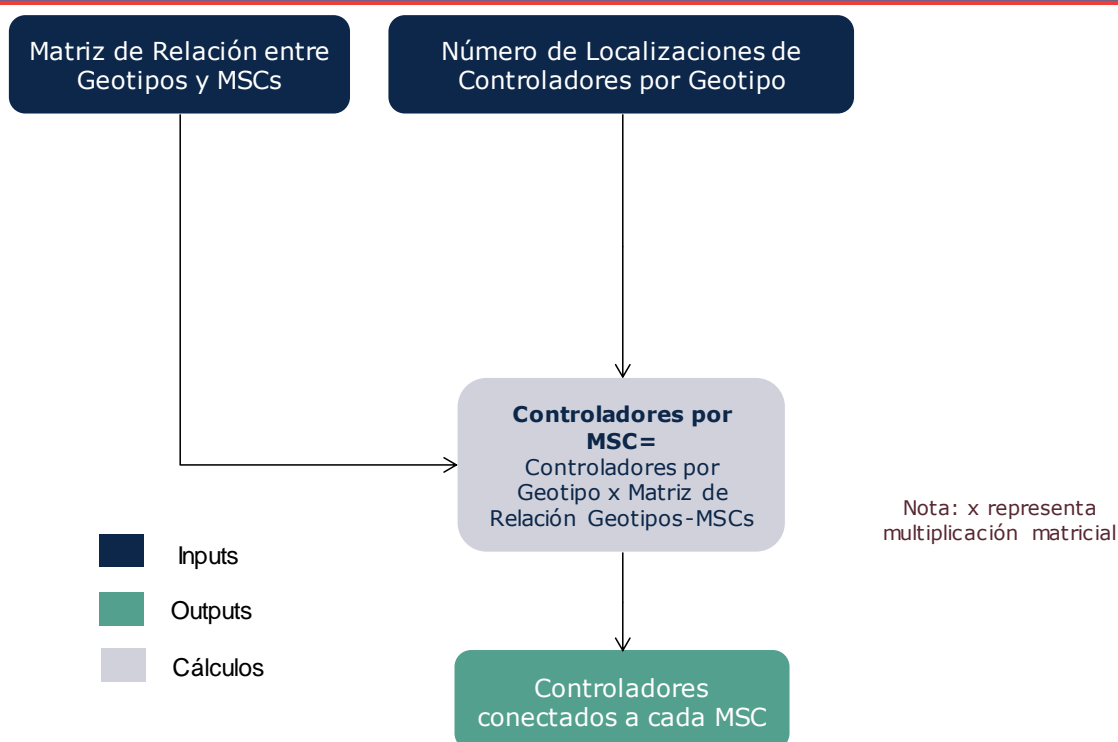 Matriz de Relación entre
Geotipos y MSCs
Número de Localizaciones de
Controladores por Geotipo
Controladores por
MSC=
Controladores por
Geotipo x Matriz de
Relación Geotipos-MSCs
Nota: x representa
multiplicación matricial
Inputs
Outputs
Cálculos
Controladores
conectados a cada MSC